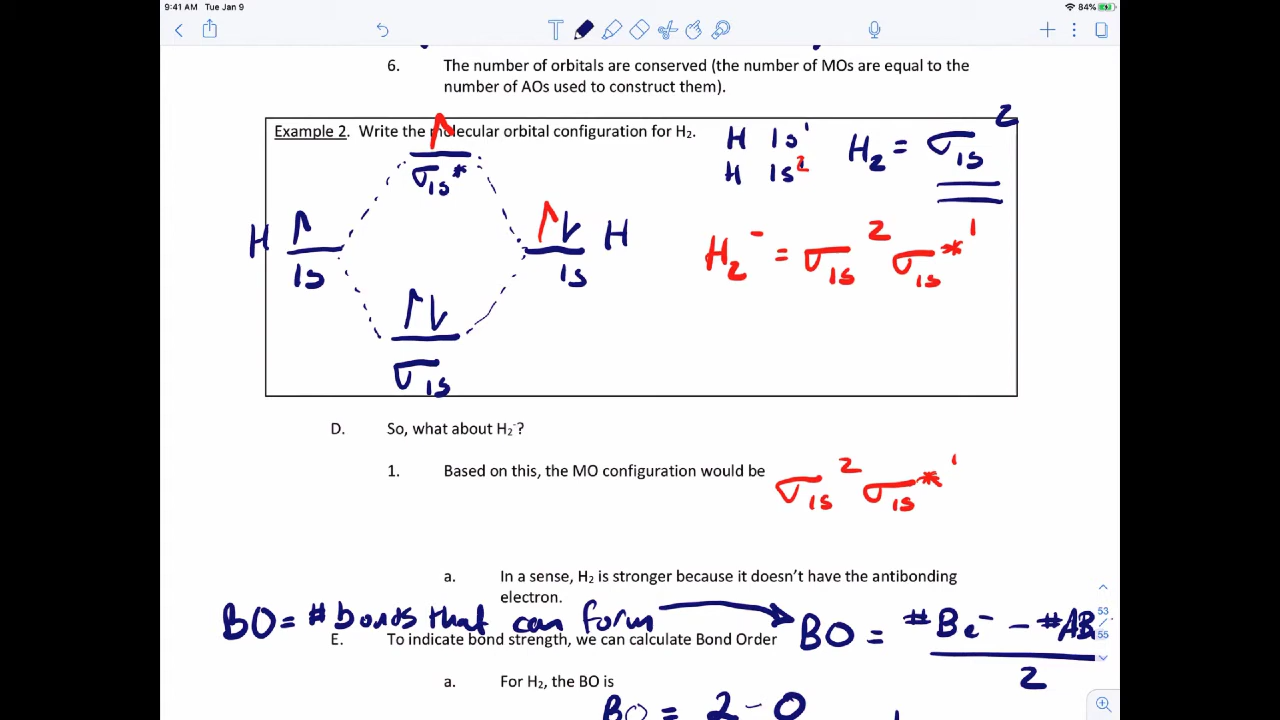 9:41 AM Tue Jan 9
84%
6. The number of orbitals are conserved (the number of MOs are equal to the
number of AOs used to construct them).
Example 2. Write the molecular orbital configuration for H₂.
H 1s¹
H 1s²
H₂ = σ1s²
σ1s*
H 1s
1s H
H₂⁻ = σ1s² σ1s*¹
σ1s
D. So, what about H₂⁻?
1. Based on this, the MO configuration would be σ1s² σ1s*¹
a. In a sense, H₂ is stronger because it doesn't have the antibonding
electron.
BO = # bonds that can form → BO = #Be⁻ - #AB / 2
E. To indicate bond strength, we can calculate Bond Order
a. For H₂, the BO is
BO = 2 - 0
53
55